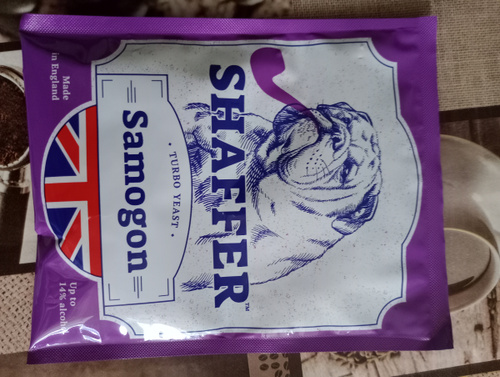 SHAFFER™
· TURBO YEAST ·
Samogon
Made
in England
Up to
14% alcohol